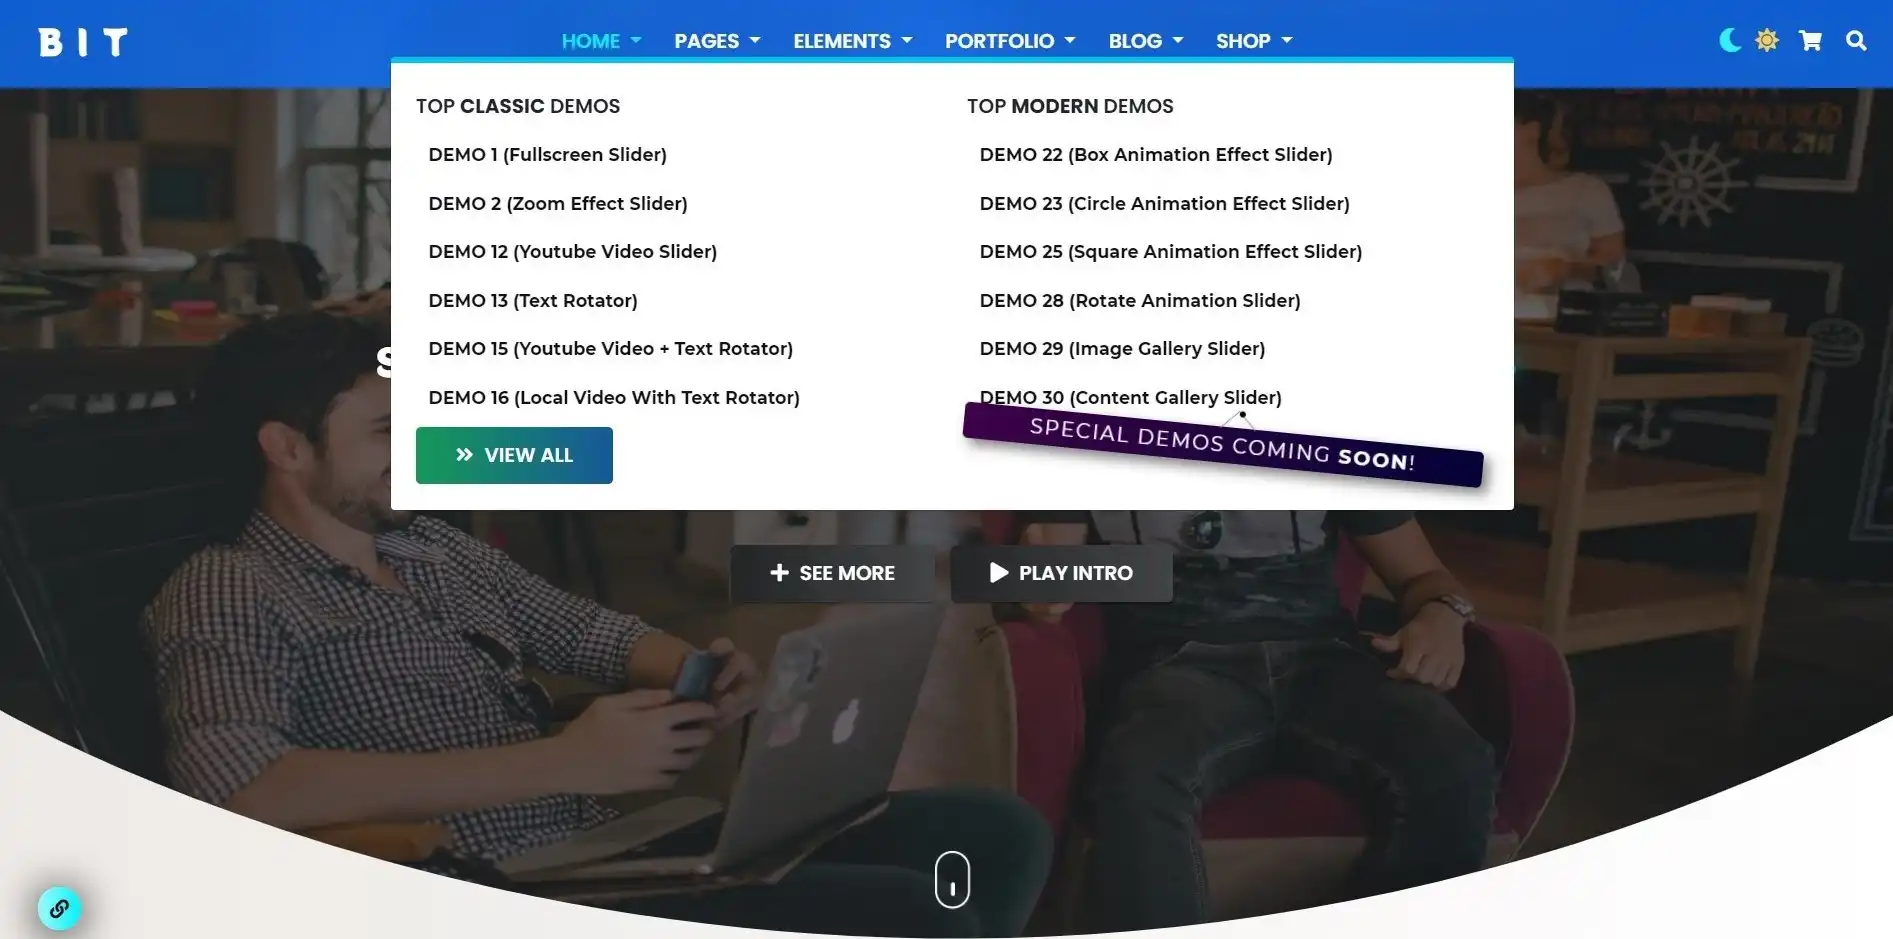 BIT
HOME PAGES ELEMENTS PORTFOLIO BLOG SHOP
TOP CLASSIC DEMOS
DEMO 1 (Fullscreen Slider)
DEMO 2 (Zoom Effect Slider)
DEMO 12 (Youtube Video Slider)
DEMO 13 (Text Rotator)
DEMO 15 (Youtube Video + Text Rotator)
DEMO 16 (Local Video With Text Rotator)
VIEW ALL
TOP MODERN DEMOS
DEMO 22 (Box Animation Effect Slider)
DEMO 23 (Circle Animation Effect Slider)
DEMO 25 (Square Animation Effect Slider)
DEMO 28 (Rotate Animation Slider)
DEMO 29 (Image Gallery Slider)
DEMO 30 (Content Gallery Slider)
SPECIAL DEMOS COMING SOON!
SEE MORE
PLAY INTRO